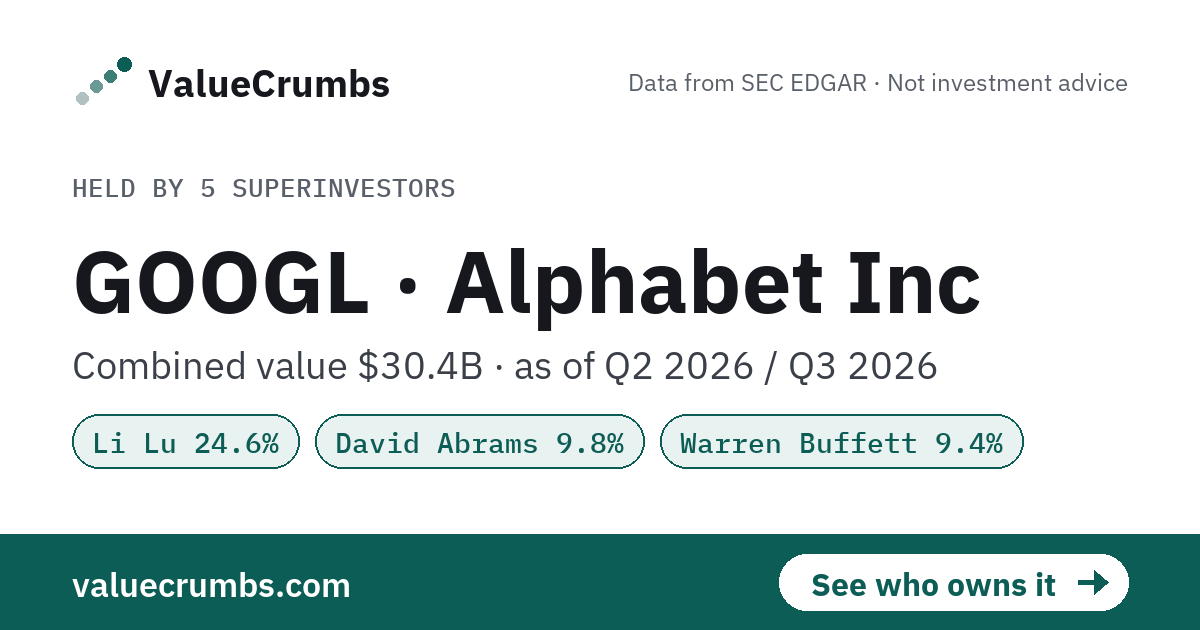 ValueCrumbs
Data from SEC EDGAR · Not investment advice
HELD BY 5 SUPERINVESTORS
GOOGL · Alphabet Inc
Combined value $30.4B · as of Q2 2026 / Q3 2026
Li Lu 24.6% David Abrams 9.8% Warren Buffett 9.4%
valuecrumbs.com
See who owns it →